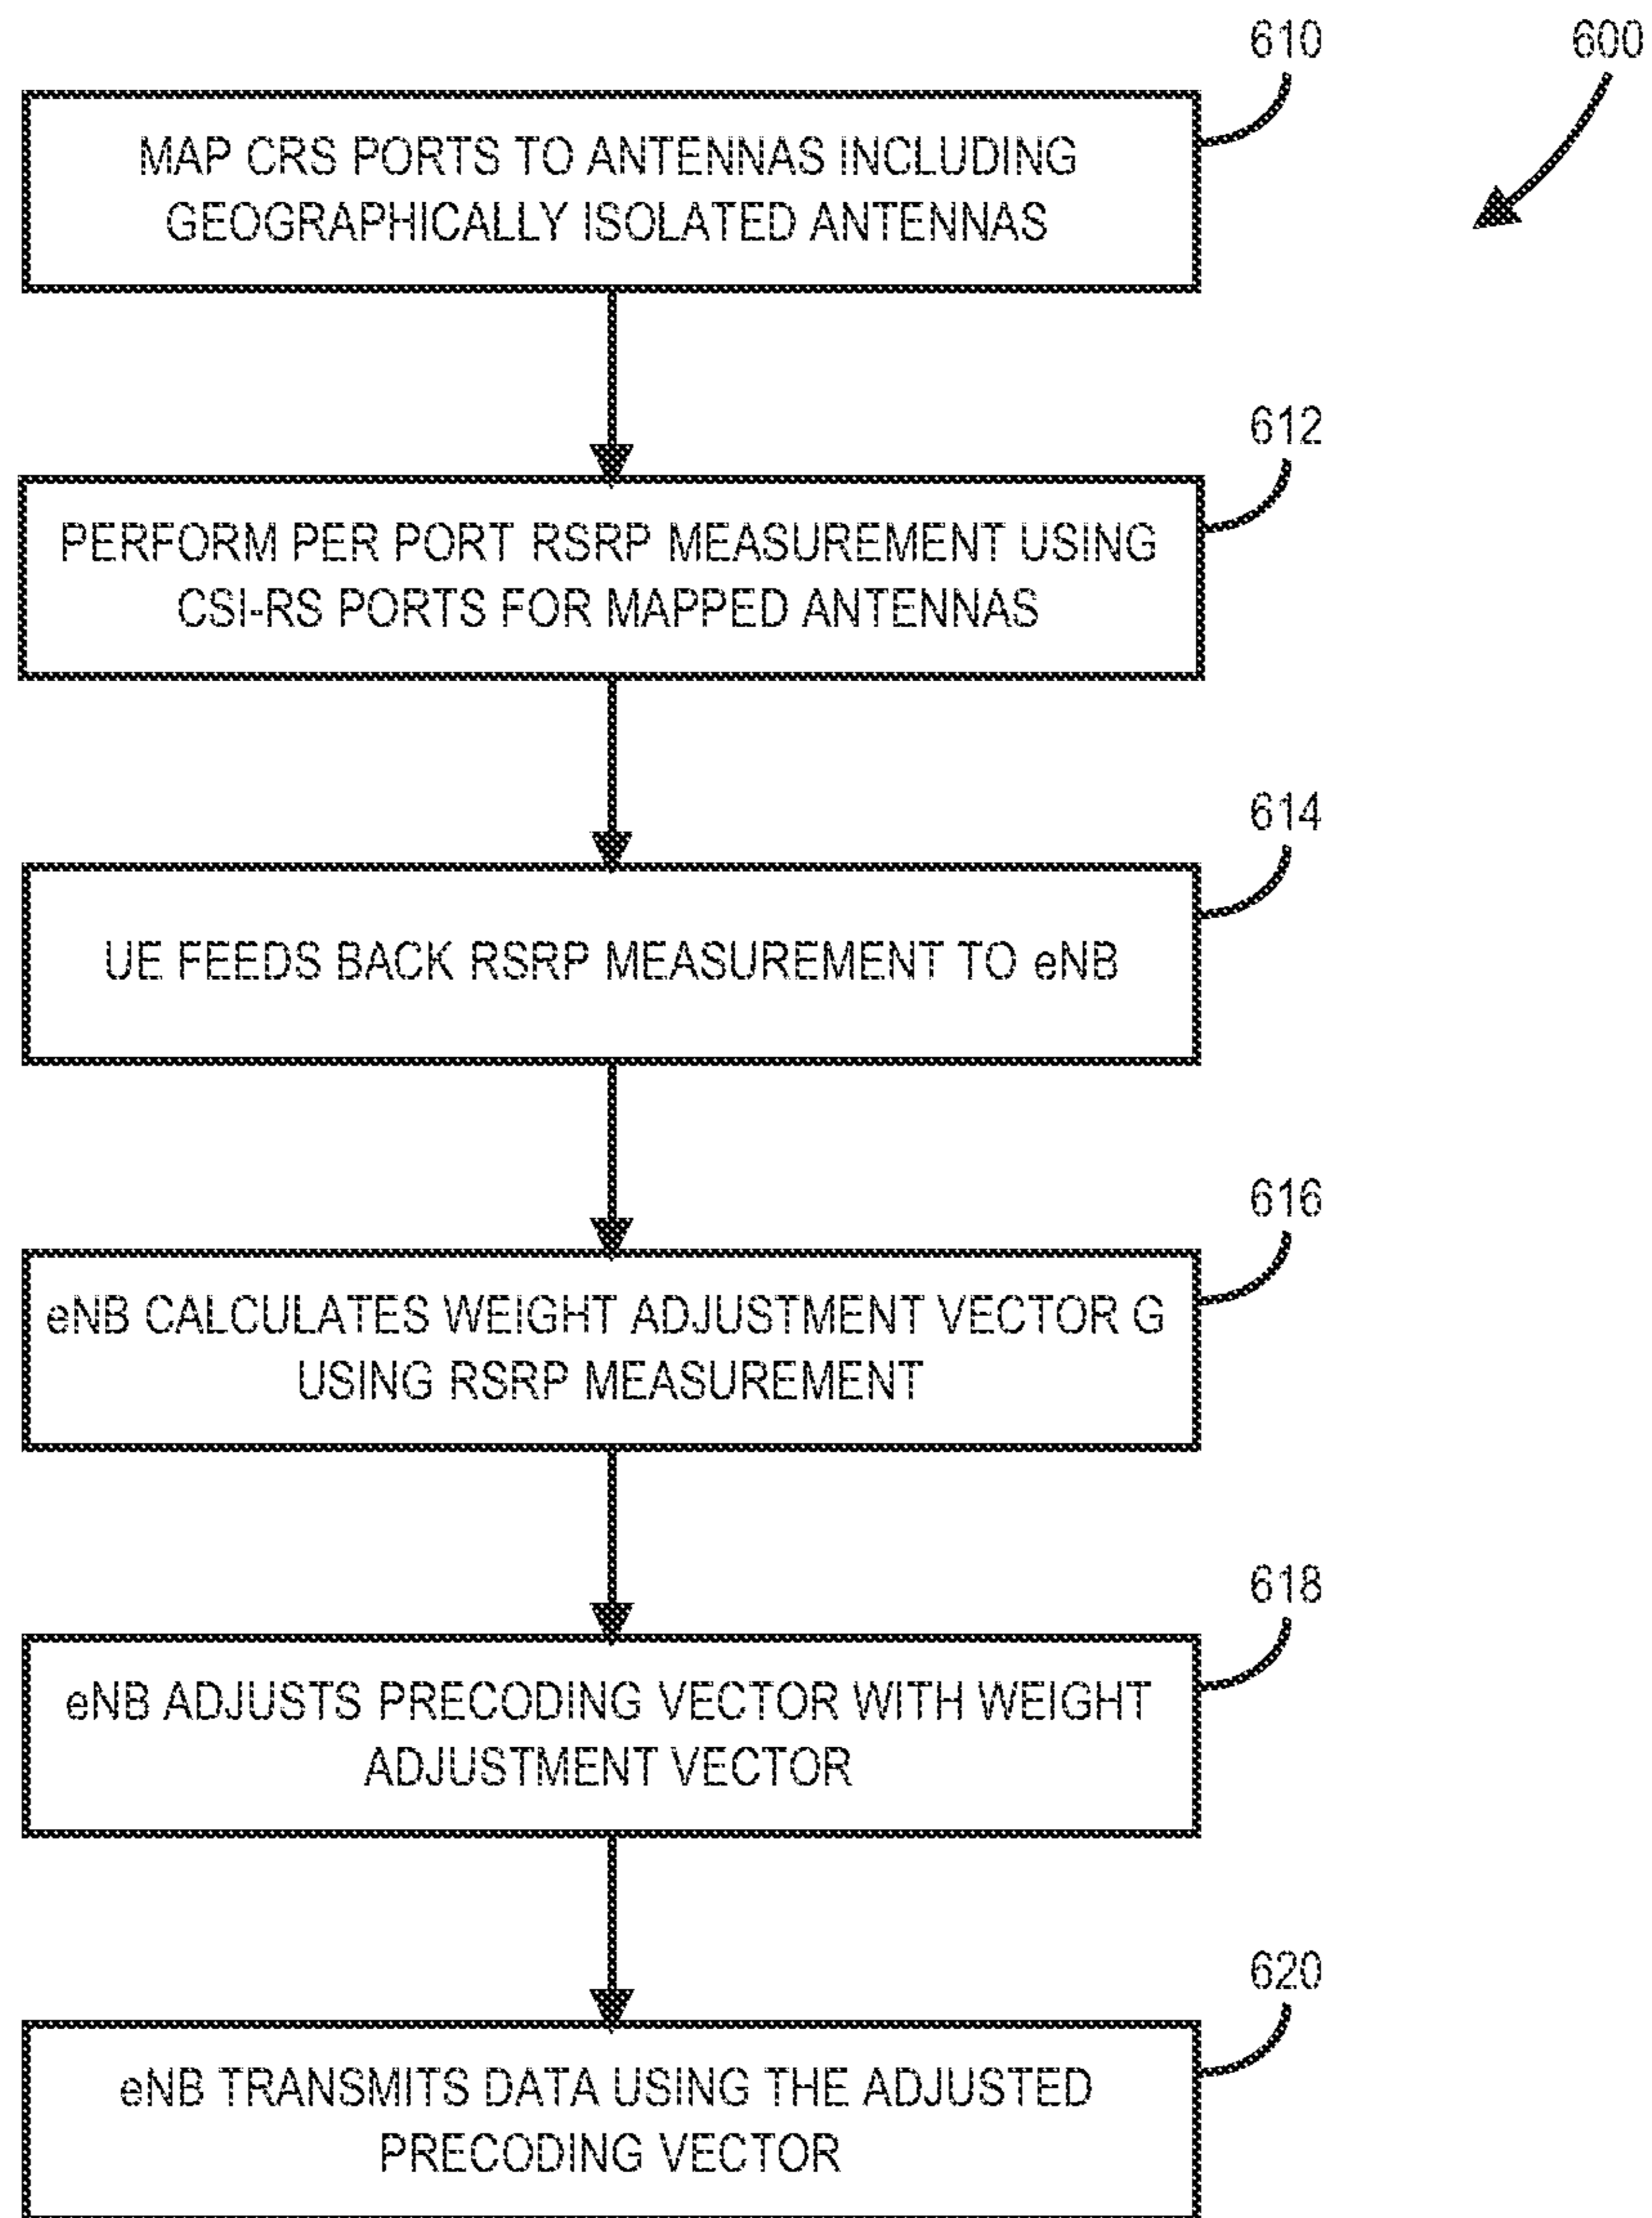 610
600
MAP CRS PORTS TO ANTENNAS INCLUDING
GEOGRAPHICALLY ISOLATED ANTENNAS
612
PERFORM PER PORT RSRP MEASUREMENT USING
CSI-RS PORTS FOR MAPPED ANTENNAS
614
UE FEEDS BACK RSRP MEASUREMENT TO eNB
616
eNB CALCULATES WEIGHT ADJUSTMENT VECTOR G
USING RSRP MEASUREMENT
618
eNB ADJUSTS PRECODING VECTOR WITH WEIGHT
ADJUSTMENT VECTOR
620
eNB TRANSMITS DATA USING THE ADJUSTED
PRECODING VECTOR